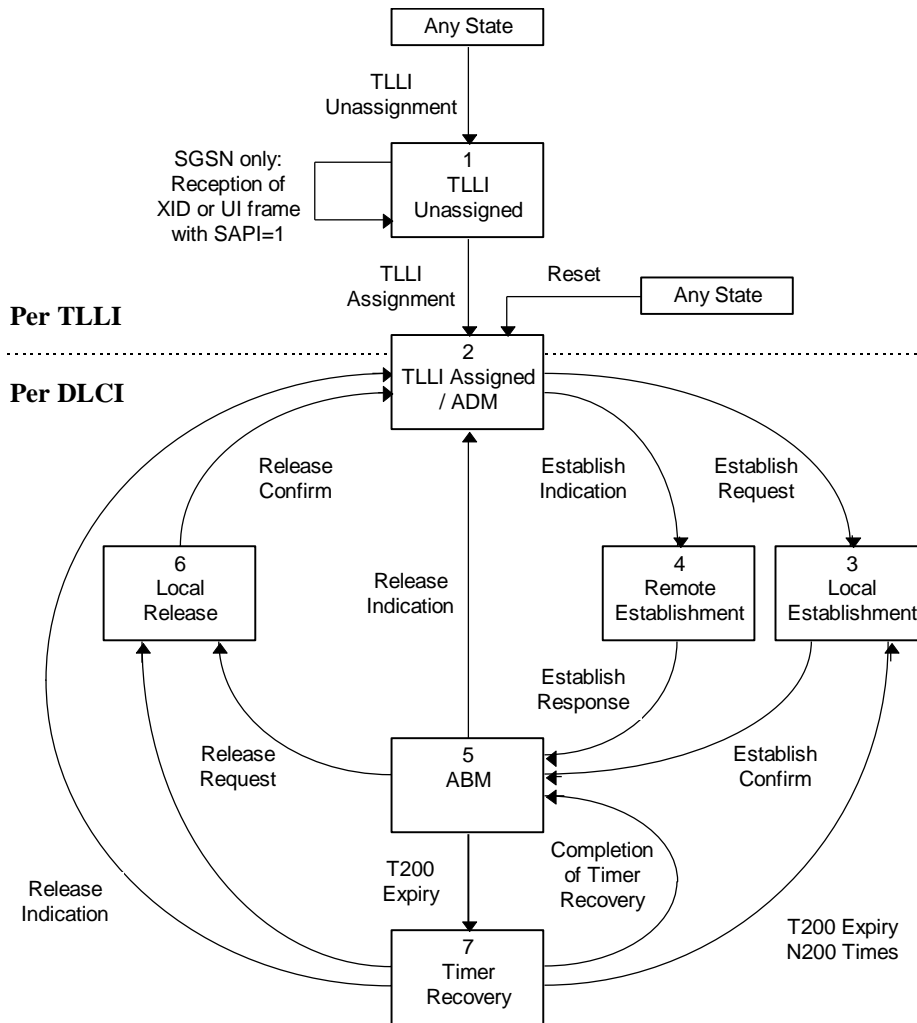 Any State
TLLI
Unassignment
1
TLLI
Unassigned
SGSN only:
Reception of
XID or UI frame
with SAPI=1
TLLI
Assignment
Reset
Any State
Per TLLI
2
TLLI Assigned
/ ADM
Per DLCI
Release
Confirm
Establish
Indication
Establish
Request
6
Local
Release
Release
Indication
4
Remote
Establishment
3
Local
Establishment
Establish
Response
Release
Request
5
ABM
Establish
Confirm
T200
Expiry
Completion
of Timer
Recovery
Release
Indication
T200 Expiry
N200 Times
7
Timer
Recovery